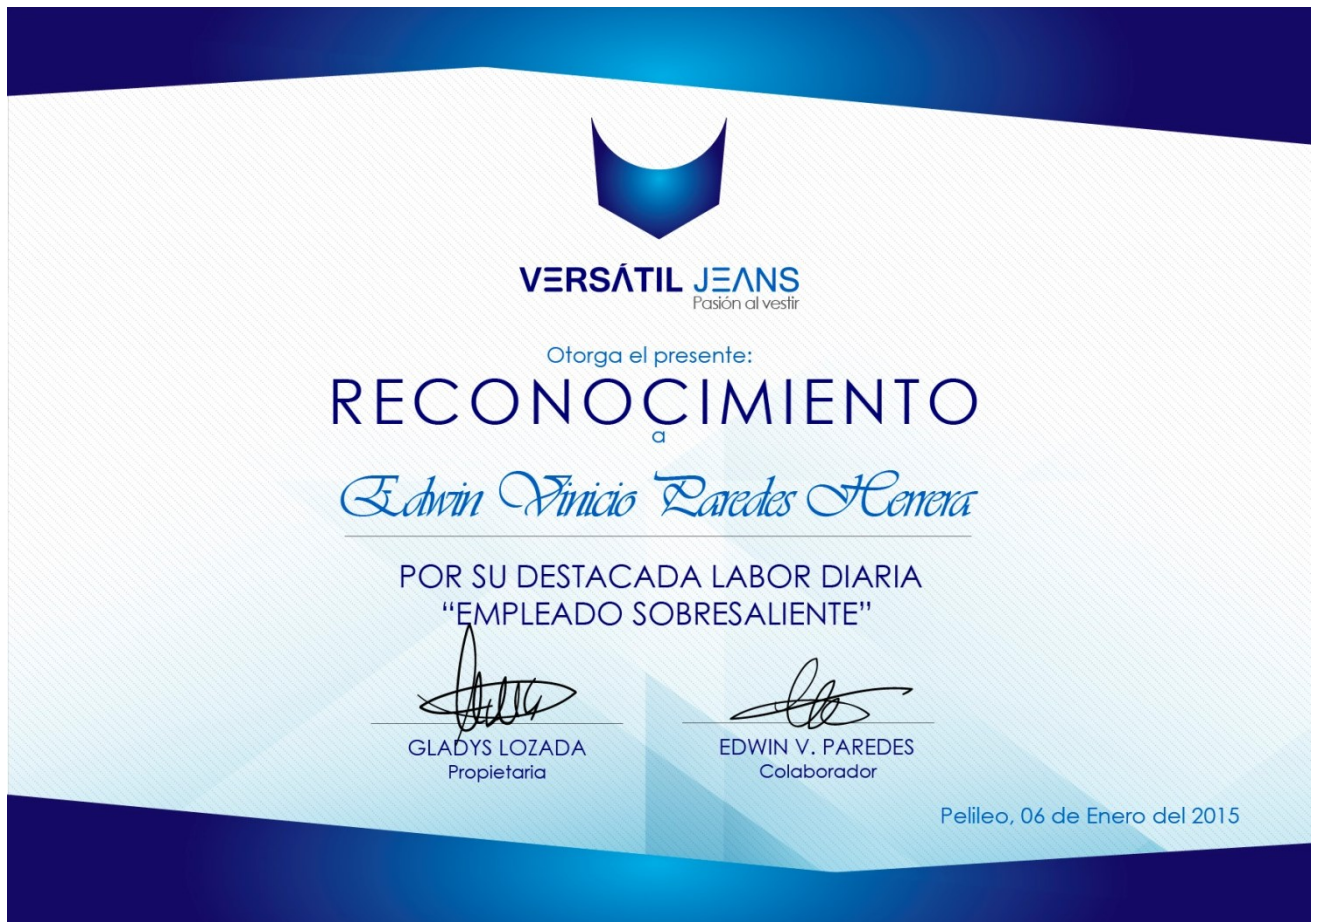 VERSÁTIL JEANS
Pasión al vestir
Otorga el presente:
RECONOCIMIENTO
a
Edwin Vinicio Paredes Herrera
POR SU DESTACADA LABOR DIARIA
“EMPLEADO SOBRESALIENTE”
GLADYS LOZADA
Propietaria
EDWIN V. PAREDES
Colaborador
Pelileo, 06 de Enero del 2015